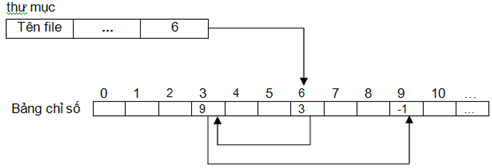 thư mục
Tên file ... 6
0 1 2 3 4 5 6 7 8 9 10 ...
Bảng chỉ số 9 3 -1 ...